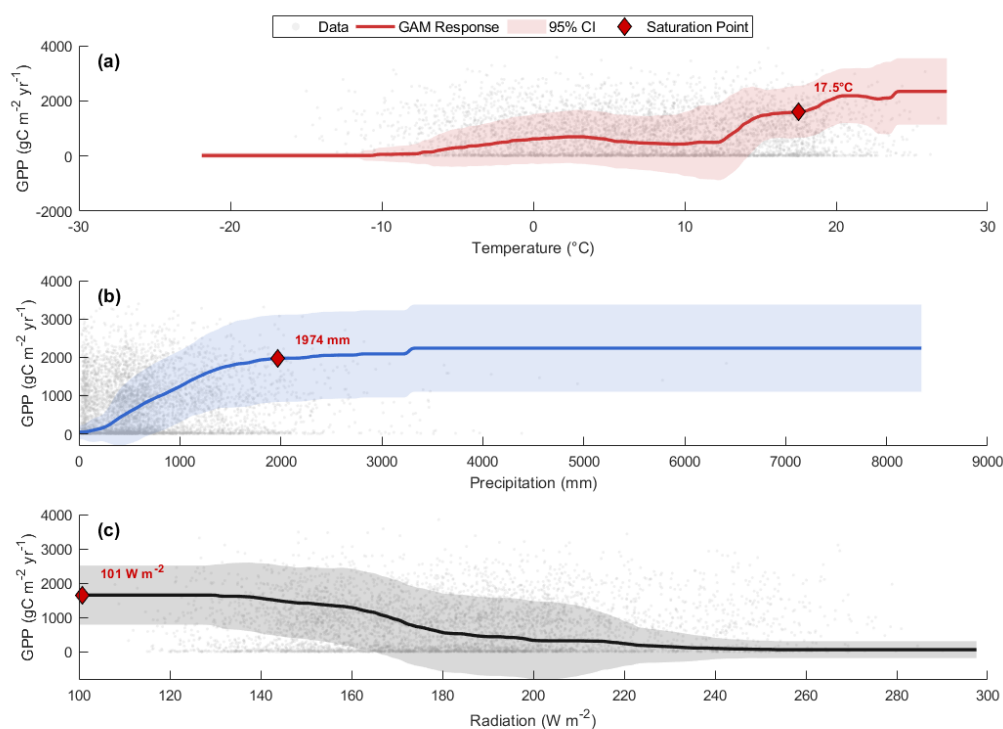 Data GAM Response 95% CI Saturation Point
(a)
17.5°C
GPP (gC m⁻² yr⁻¹)
4000
2000
0
-2000
-30 -20 -10 0 10 20 30
Temperature (°C)
(b)
1974 mm
GPP (gC m⁻² yr⁻¹)
4000
3000
2000
1000
0
0 1000 2000 3000 4000 5000 6000 7000 8000 9000
Precipitation (mm)
(c)
101 W m⁻²
GPP (gC m⁻² yr⁻¹)
4000
3000
2000
1000
0
100 120 140 160 180 200 220 240 260 280 300
Radiation (W m⁻²)